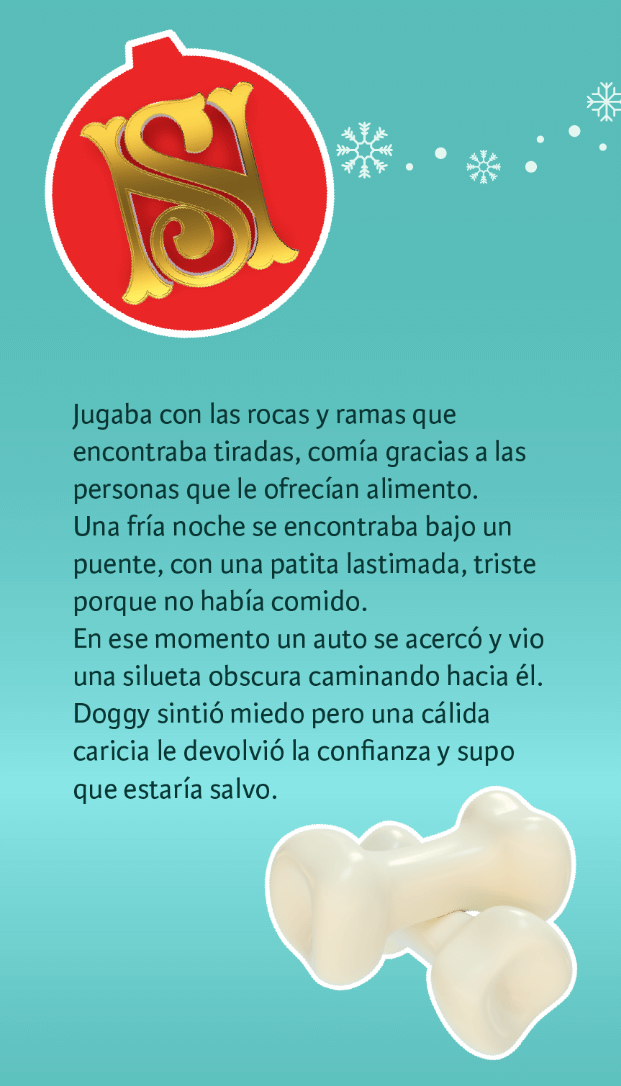 Jugaba con las rocas y ramas que
encontraba tiradas, comía gracias a las
personas que le ofrecían alimento.
Una fría noche se encontraba bajo un
puente, con una patita lastimada, triste
porque no había comido.
En ese momento un auto se acercó y vio
una silueta obscura caminando hacia él.
Doggy sintió miedo pero una cálida
caricia le devolvió la confianza y supo
que estaría salvo.